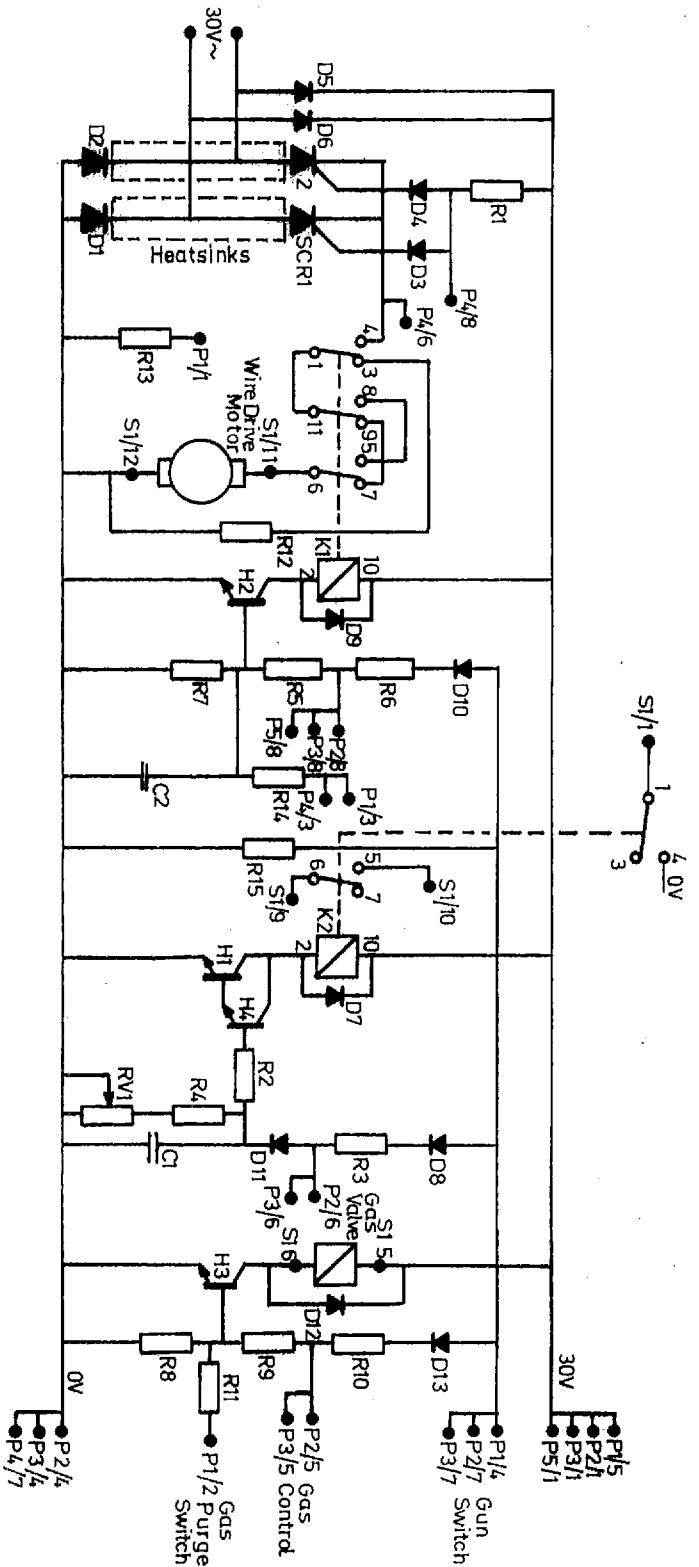 30V~
D5
D6
D2
2
D4
R1
D1
SCR1
D3
Heatsinks
P4/8
P4/6
R13
P1/1
4
3
1
8
11
9
5
6
7
Wire Drive
Motor
S1/11
S1/12
R12
K1
2
10
H2
D9
R7
R5
R6
D10
P5/8
P3/8
P2/8
C2
R14
P4/3
P1/3
S1/1
1
3
4
0V
R15
6
5
7
S1/9
S1/10
K2
2
10
H1
H4
D7
RV1
R4
R2
C1
D11
R3
D8
P3/6
P2/6
Gas
Valve
S1 6
S1 5
H3
D12
R8
R9
R10
D13
R11
0V
30V
P2/4
P3/4
P4/7
P1/2 Gas
Purge
Switch
P2/5 Gas
P3/5 Control
P1/4 Gun
P2/7 Switch
P3/7
P1/5
P2/1
P3/1
P5/1